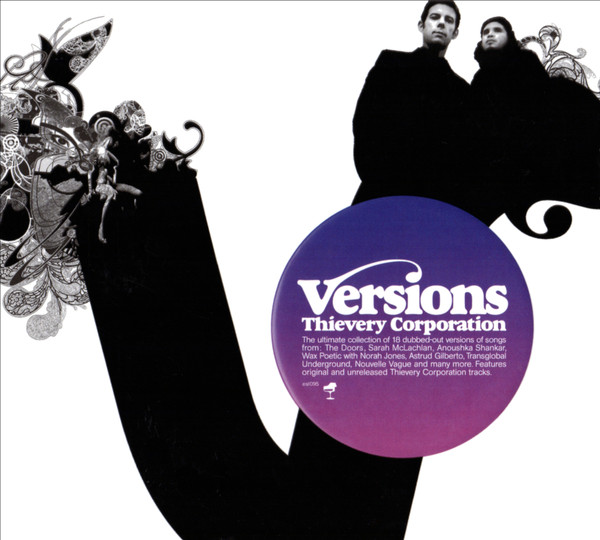 Versions
Thievery Corporation
The ultimate collection of 18 dubbed-out versions of songs
from: The Doors, Sarah McLachlan, Anoushka Shankar,
Wax Poetic with Norah Jones, Astrud Gilberto, Transglobal
Underground, Nouvelle Vague and many more. Features
original and unreleased Thievery Corporation tracks.
esl095